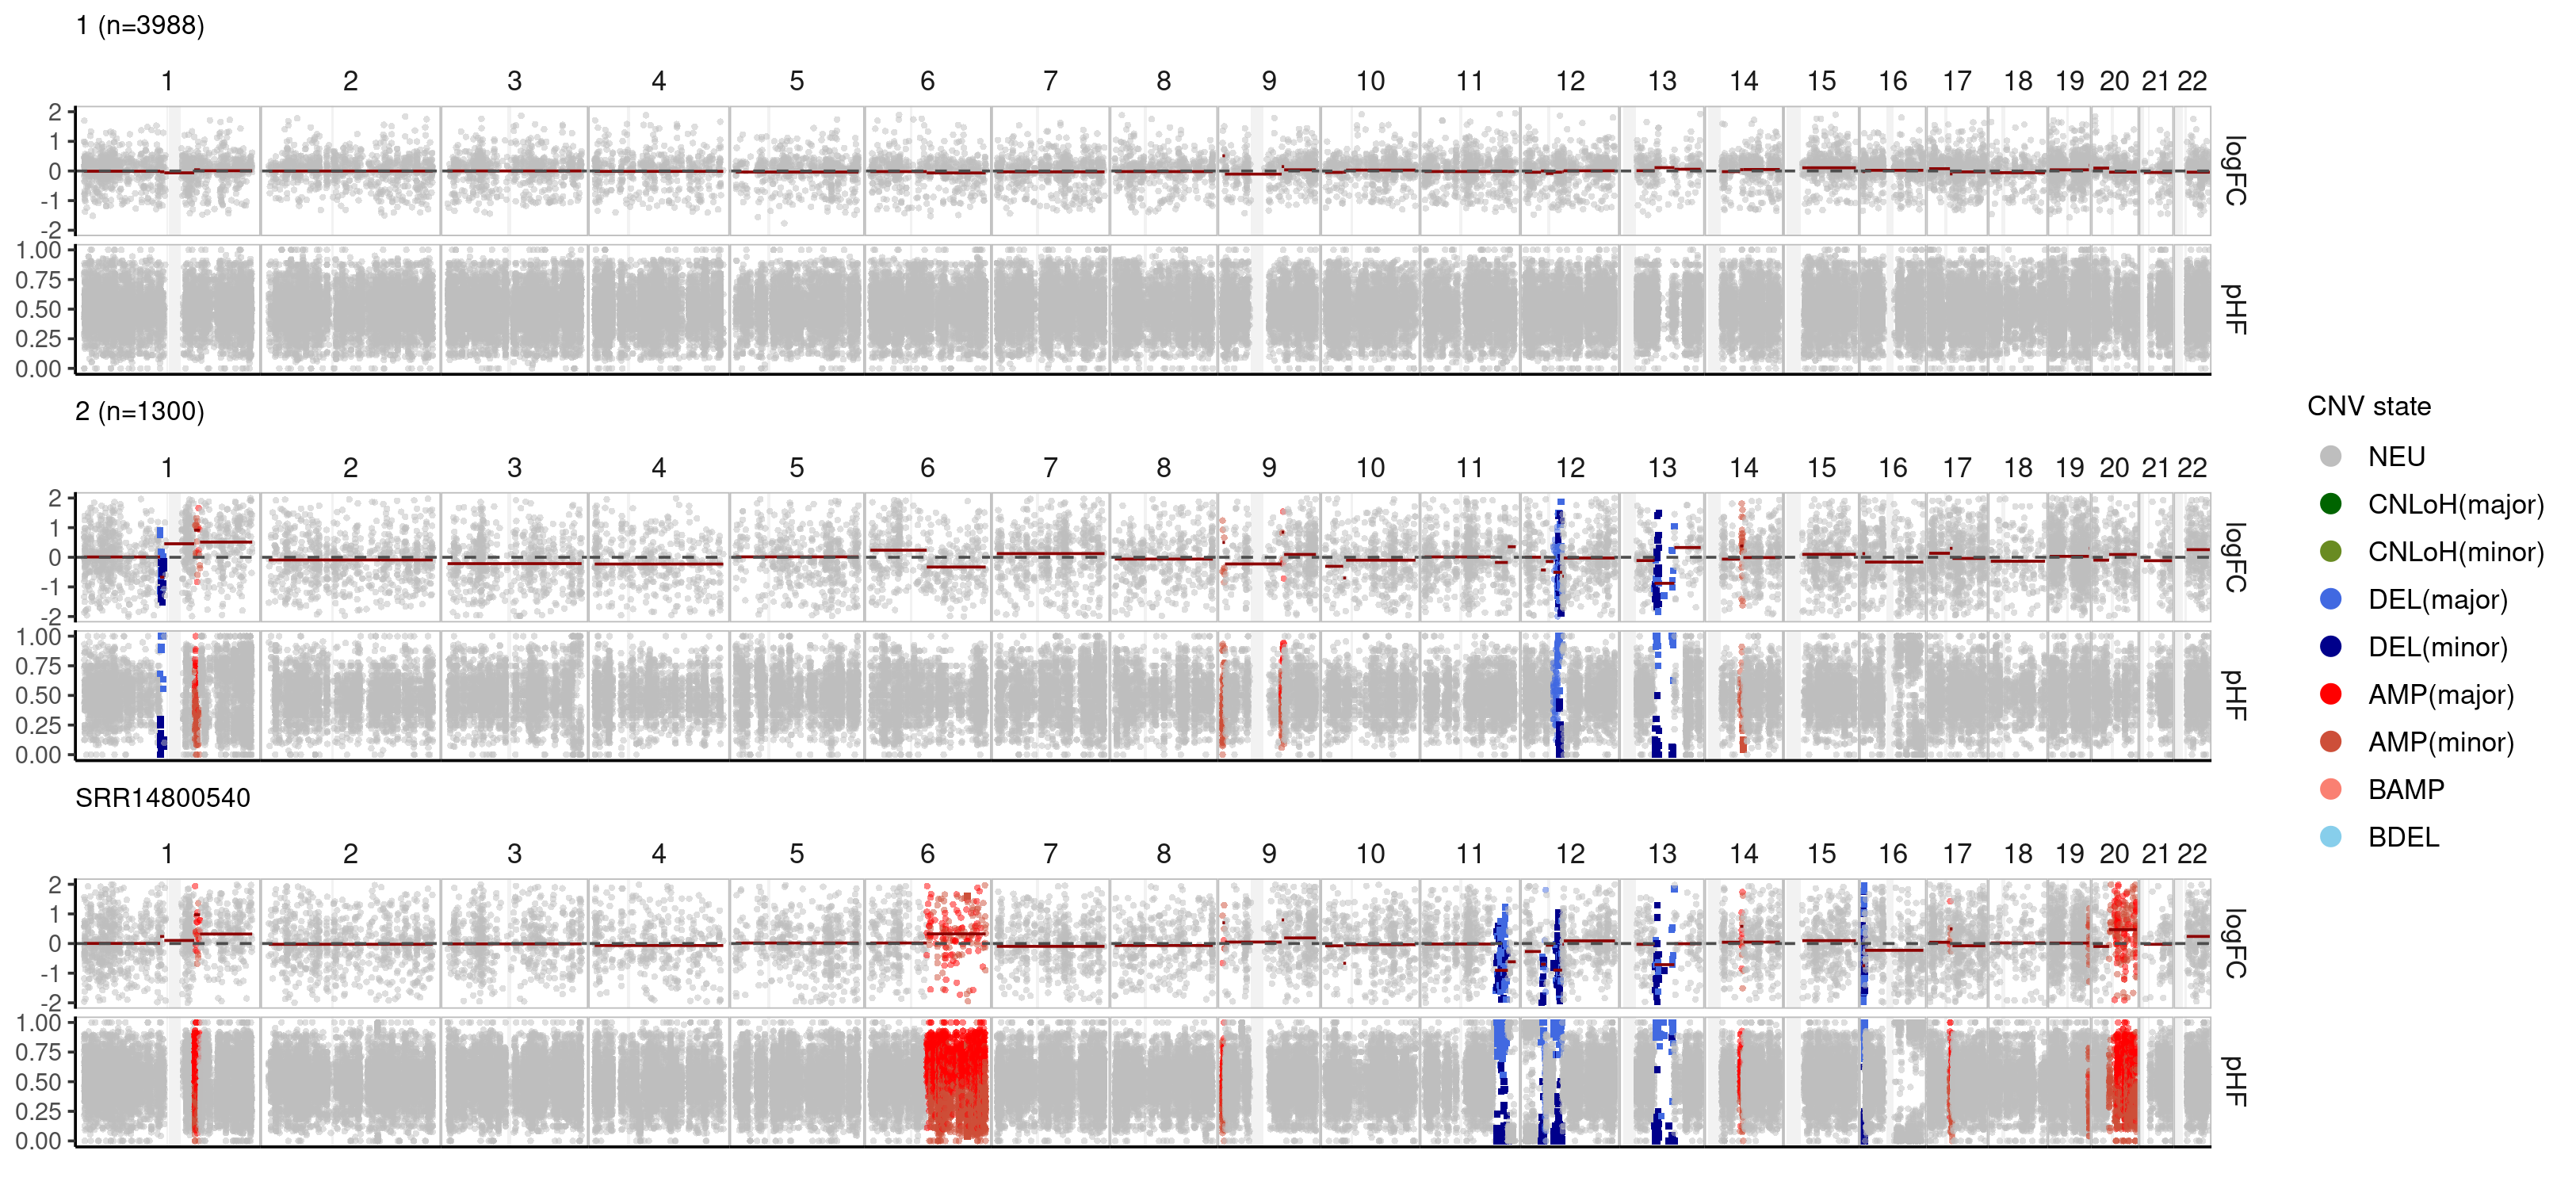 1 (n=3988)
1 2 3 4 5 6 7 8 9 10 11 12 13 14 15 16 17 18 19 20 21 22
2
1
0
-1
-2
logFC
1.00
0.75
0.50
0.25
0.00
pHF
2 (n=1300)
1 2 3 4 5 6 7 8 9 10 11 12 13 14 15 16 17 18 19 20 21 22
2
1
0
-1
-2
logFC
1.00
0.75
0.50
0.25
0.00
pHF
SRR14800540
1 2 3 4 5 6 7 8 9 10 11 12 13 14 15 16 17 18 19 20 21 22
2
1
0
-1
-2
logFC
1.00
0.75
0.50
0.25
0.00
pHF
CNV state
NEU
CNLoH(major)
CNLoH(minor)
DEL(major)
DEL(minor)
AMP(major)
AMP(minor)
BAMP
BDEL